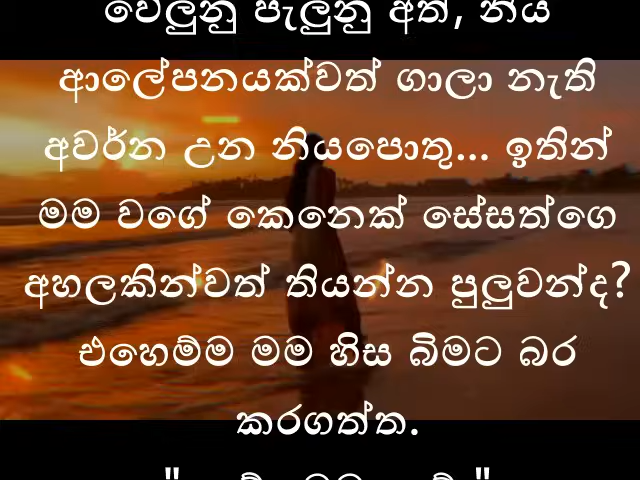 වේලුනු පැලුනු අත්, නිය
ආලේපනයක්වත් ගාලා නැති
අවර්න උන නියපොතු... ඉතින්
මම වගේ කෙනෙක් සේසත්ගෙ
අහලකින්වත් තියන්න පුලුවන්ද?
එහෙම්ම මම හිස බිමට බර
කරගත්ත.